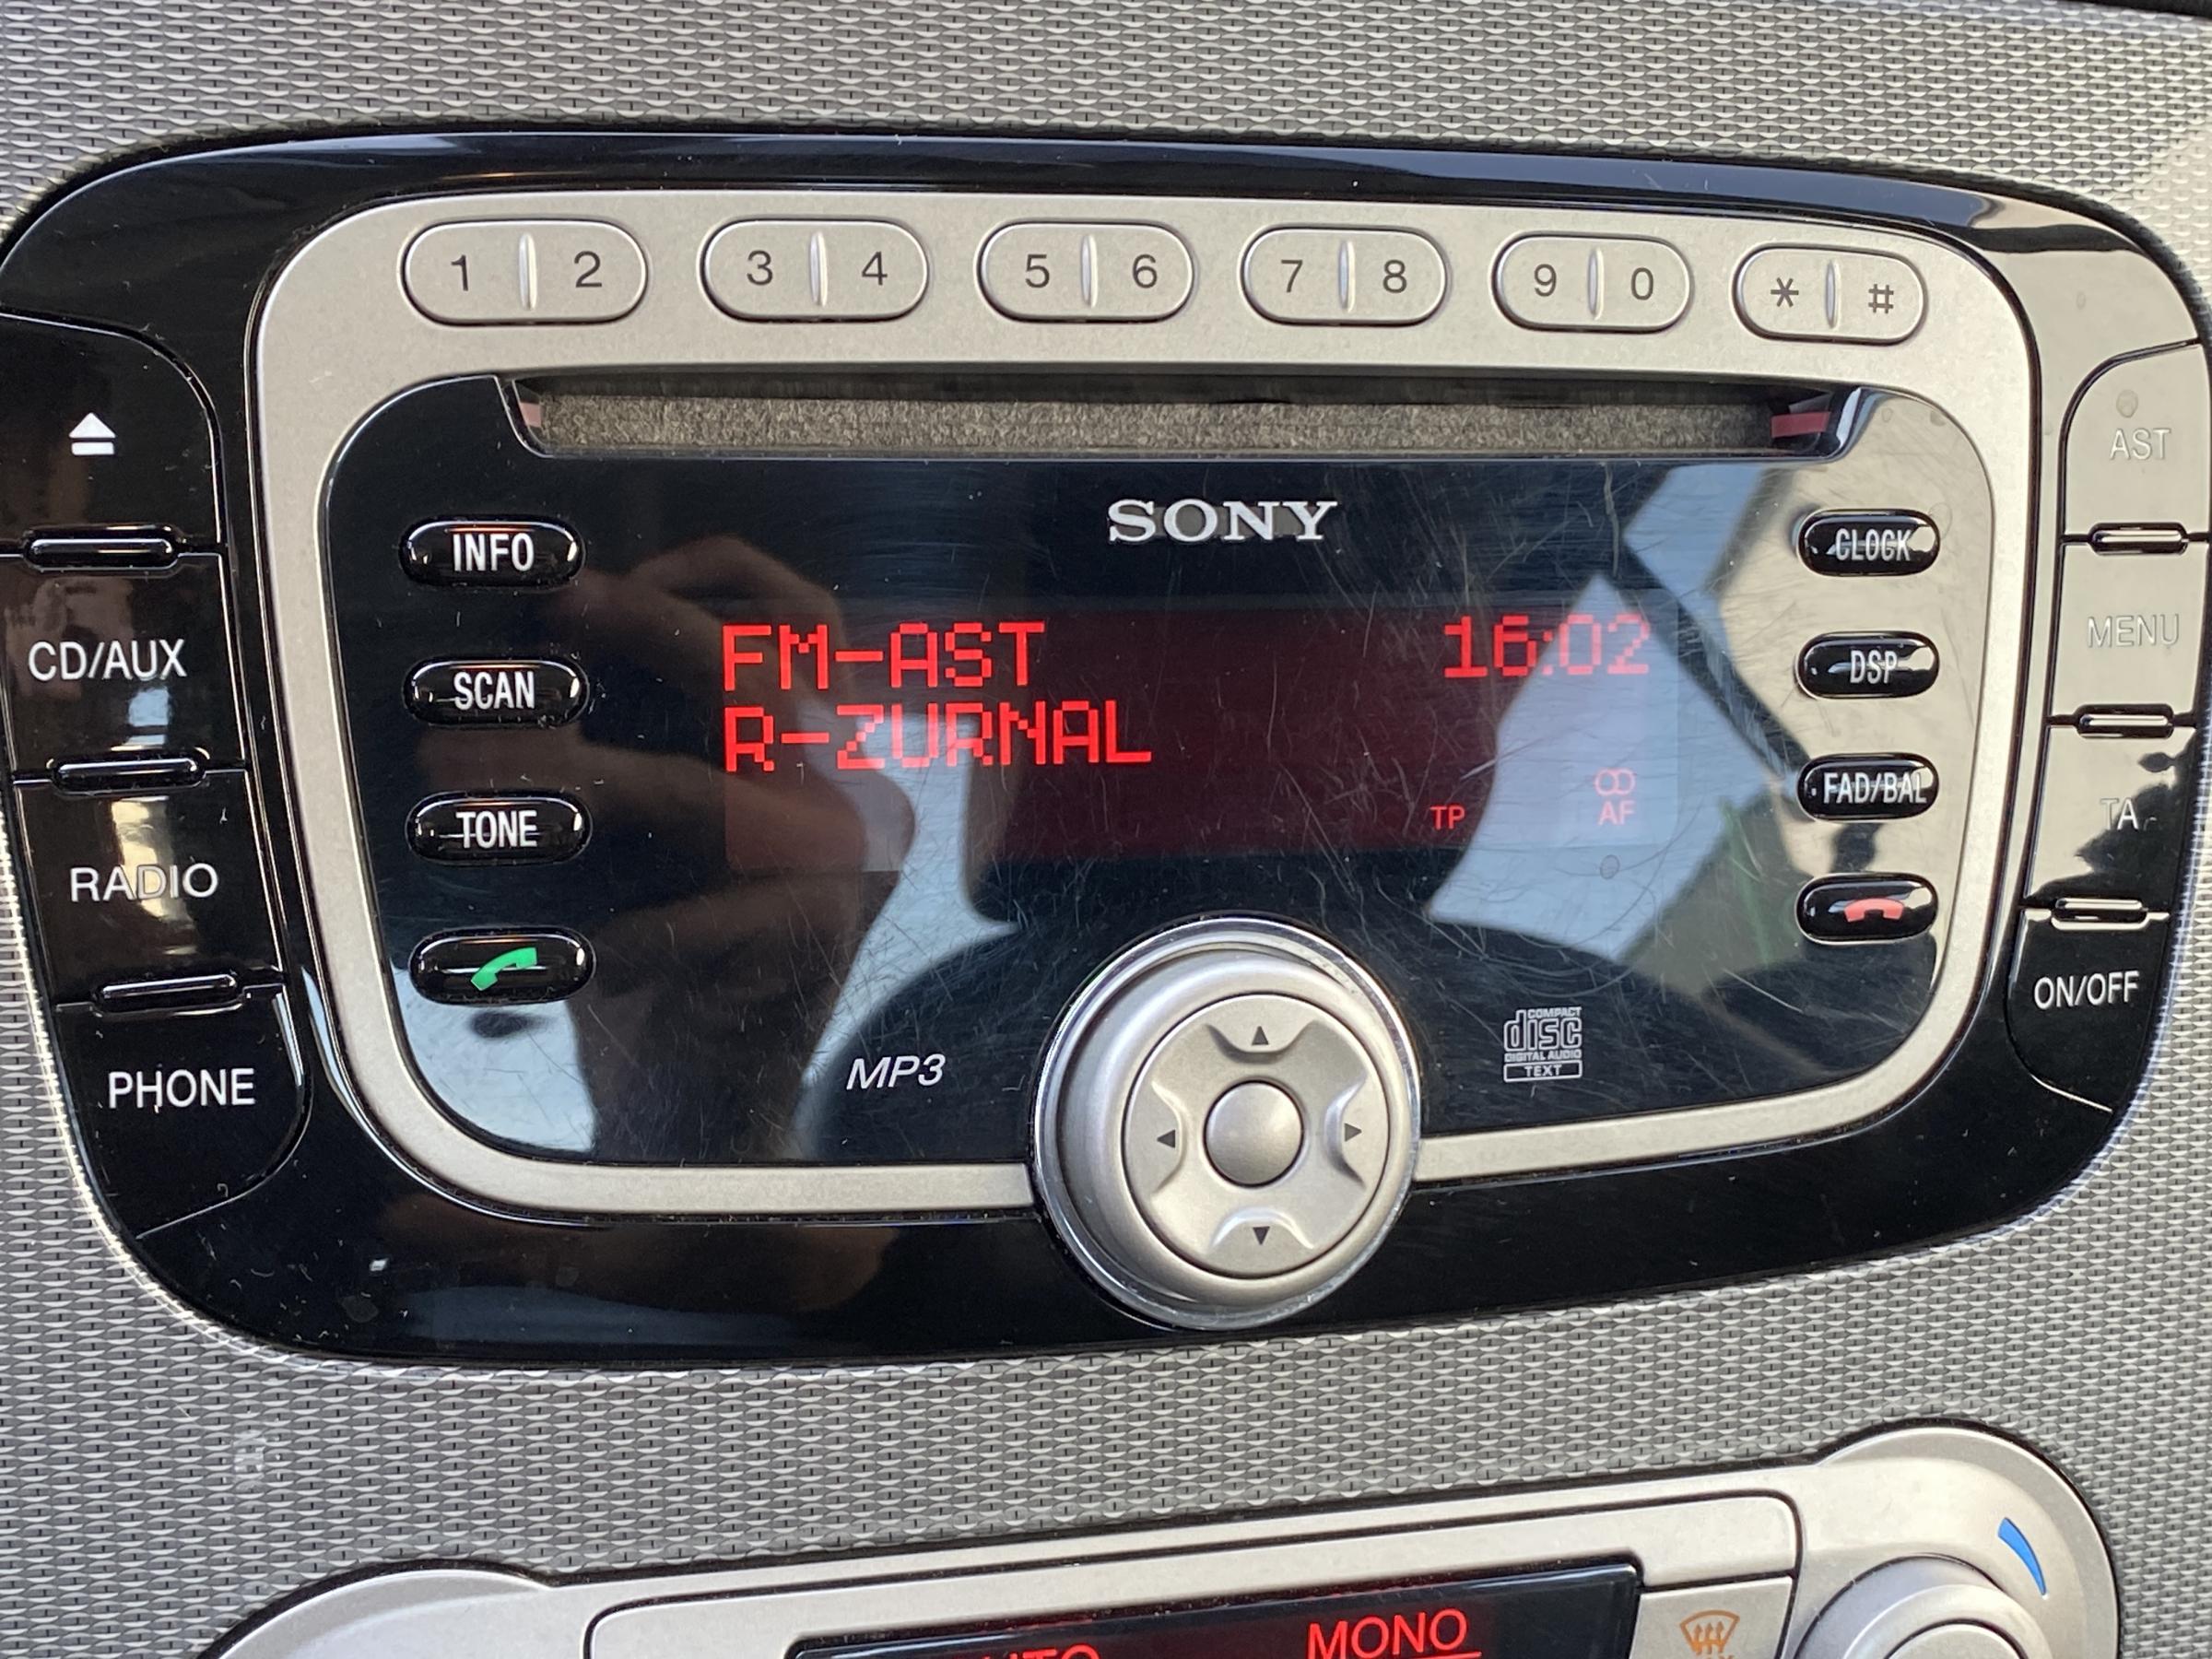 1 2 3 4 5 6 7 8 9 0 * #
SONY
INFO
CLOCK
AST
SCAN
FM-AST 16:02
DSP
MENU
CD/AUX
R-ZURNAL
TONE
TP AF
FAD/BAL
TA
RADIO
ON/OFF
PHONE
MP3
COMPACT
disc
DIGITAL AUDIO
TEXT
MONO